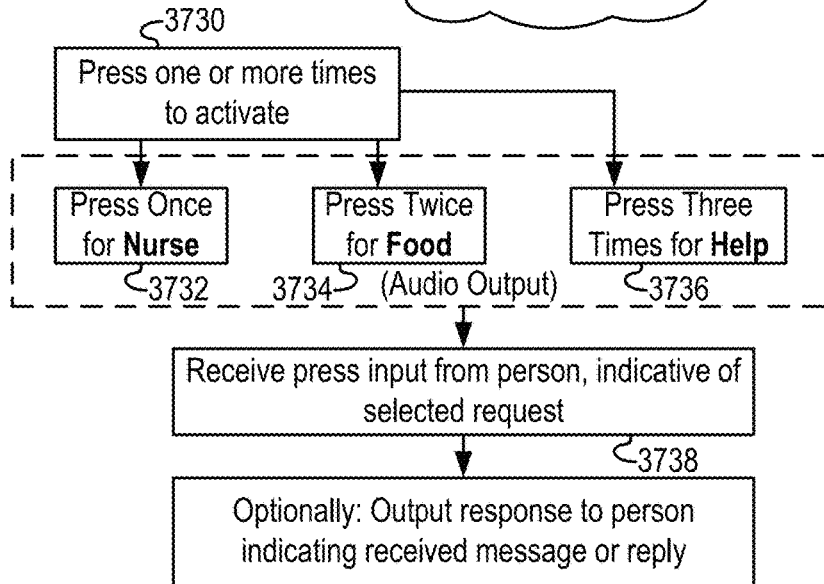 3730
Press one or more times
to activate
Press Once
for Nurse
3732
Press Twice
for Food
3734
(Audio Output)
Press Three
Times for Help
3736
Receive press input from person, indicative of
selected request
3738
Optionally: Output response to person
indicating received message or reply